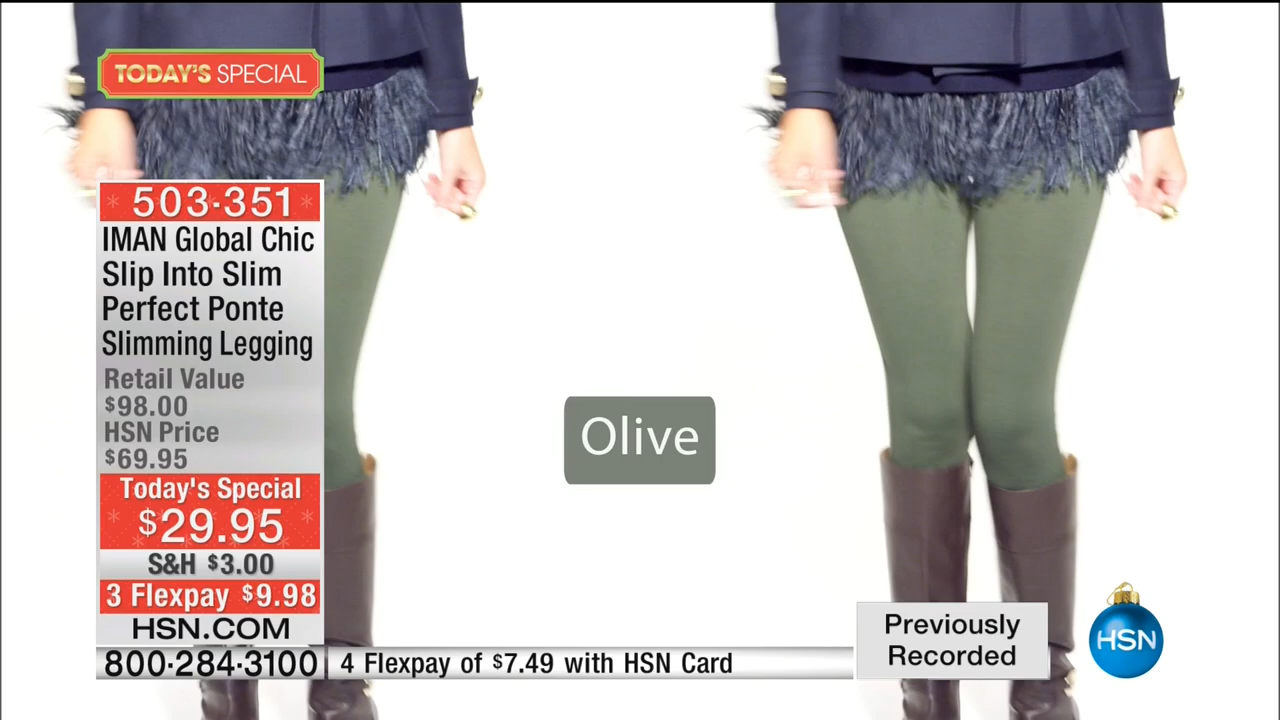 TODAY'S SPECIAL
503·351
IMAN Global Chic
Slip Into Slim
Perfect Ponte
Slimming Legging
Retail Value
$98.00
HSN Price
$69.95
Today's Special
$29.95
S&H $3.00
3 Flexpay $9.98
HSN.COM
800·284·3100
4 Flexpay of $7.49 with HSN Card
Olive
Previously
Recorded
HSN